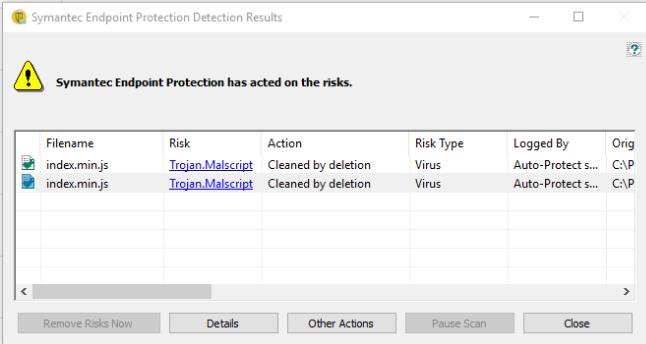 Symantec Endpoint Protection Detection Results
?
Symantec Endpoint Protection has acted on the risks.
Filename Risk Action Risk Type Logged By Orig
index.min.js Trojan.Malscript Cleaned by deletion Virus Auto-Protect s... C:\P
index.min.js Trojan.Malscript Cleaned by deletion Virus Auto-Protect s... C:\P
Remove Risks Now Details Other Actions Pause Scan Close